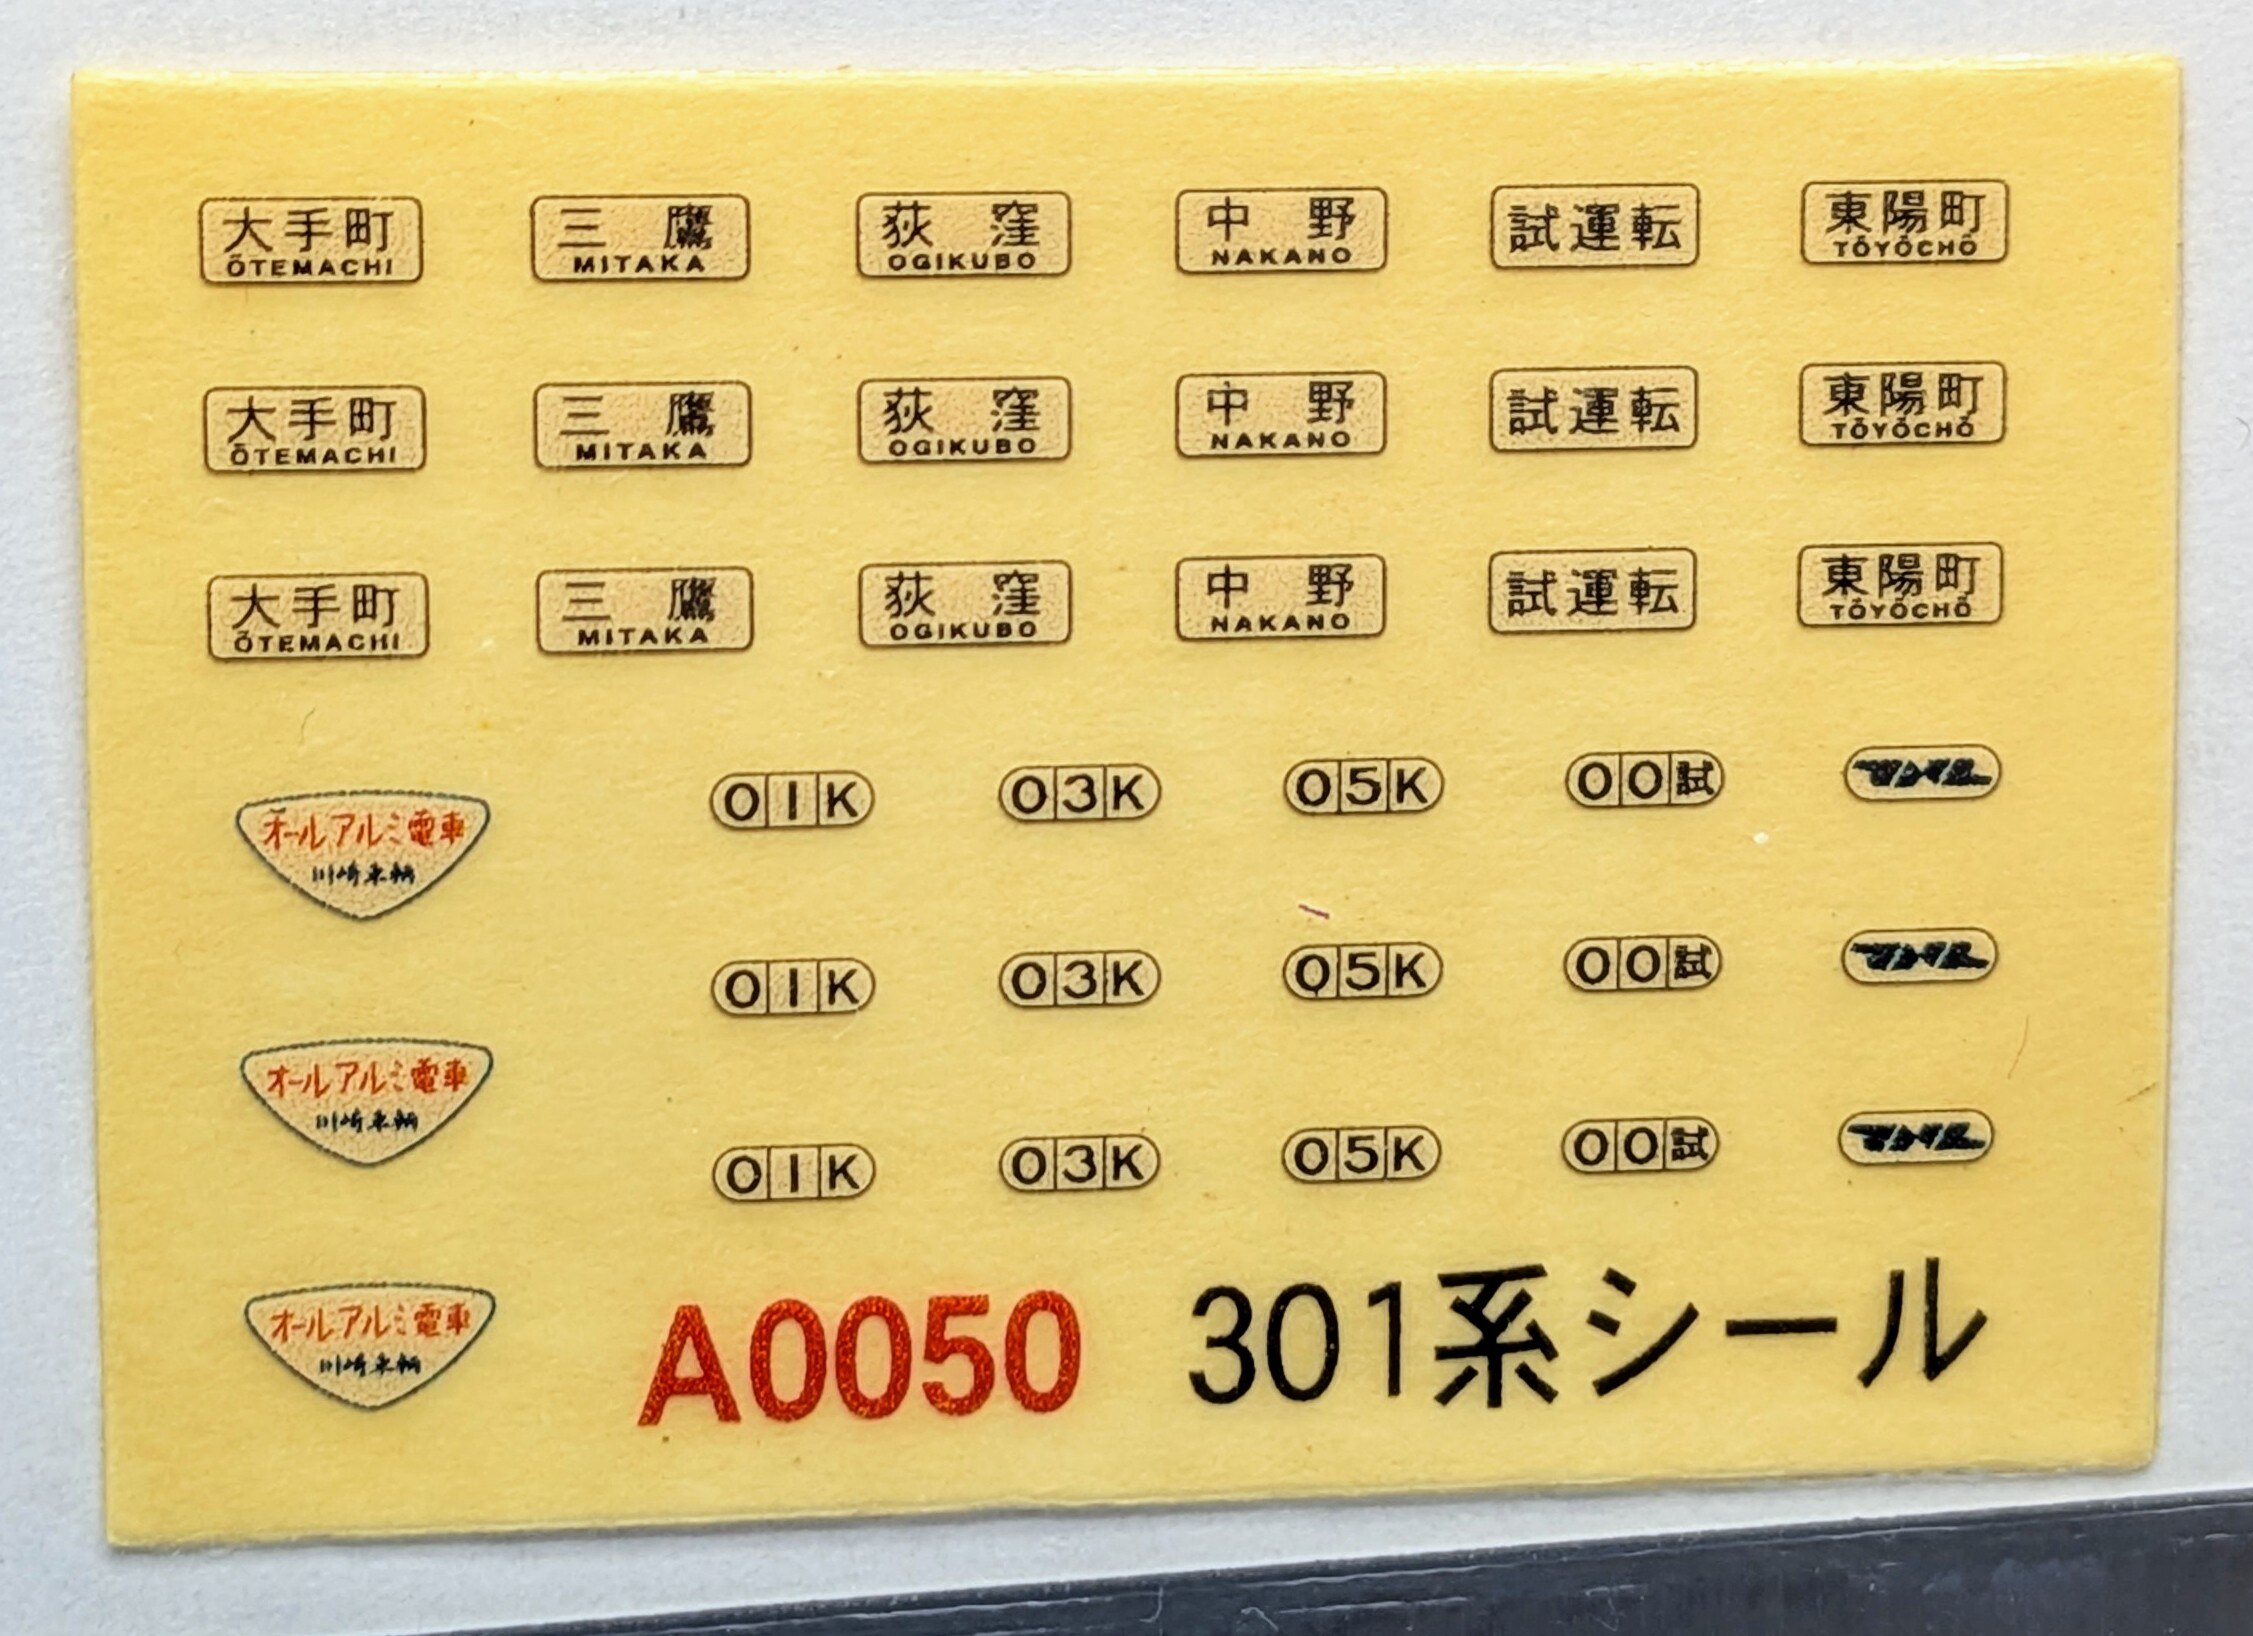 大手町 三鷹 荻窪 中野 試運転 東陽町
ŌTEMACHI MITAKA OGIKUBO NAKANO TŌYŌCHŌ
大手町 三鷹 荻窪 中野 試運転 東陽町
ŌTEMACHI MITAKA OGIKUBO NAKANO TŌYŌCHŌ
大手町 三鷹 荻窪 中野 試運転 東陽町
ŌTEMACHI MITAKA OGIKUBO NAKANO TŌYŌCHŌ
01K 03K 05K 00試
オールアルミ電車
川崎車輌
01K 03K 05K 00試
オールアルミ電車
川崎車輌
01K 03K 05K 00試
オールアルミ電車
川崎車輌
A0050 301系シール